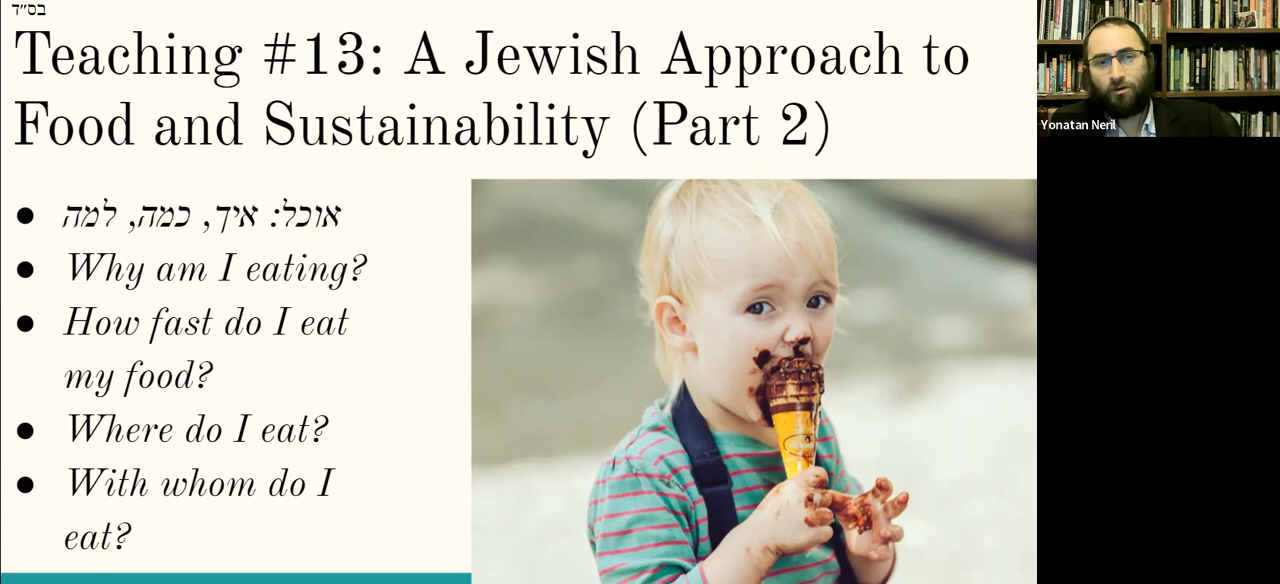 בס״ד
Teaching #13: A Jewish Approach to
Food and Sustainability (Part 2)
● אוכל: איך, כמה, למה
● Why am I eating?
● How fast do I eat
my food?
● Where do I eat?
● With whom do I
eat?
Yonatan Neril